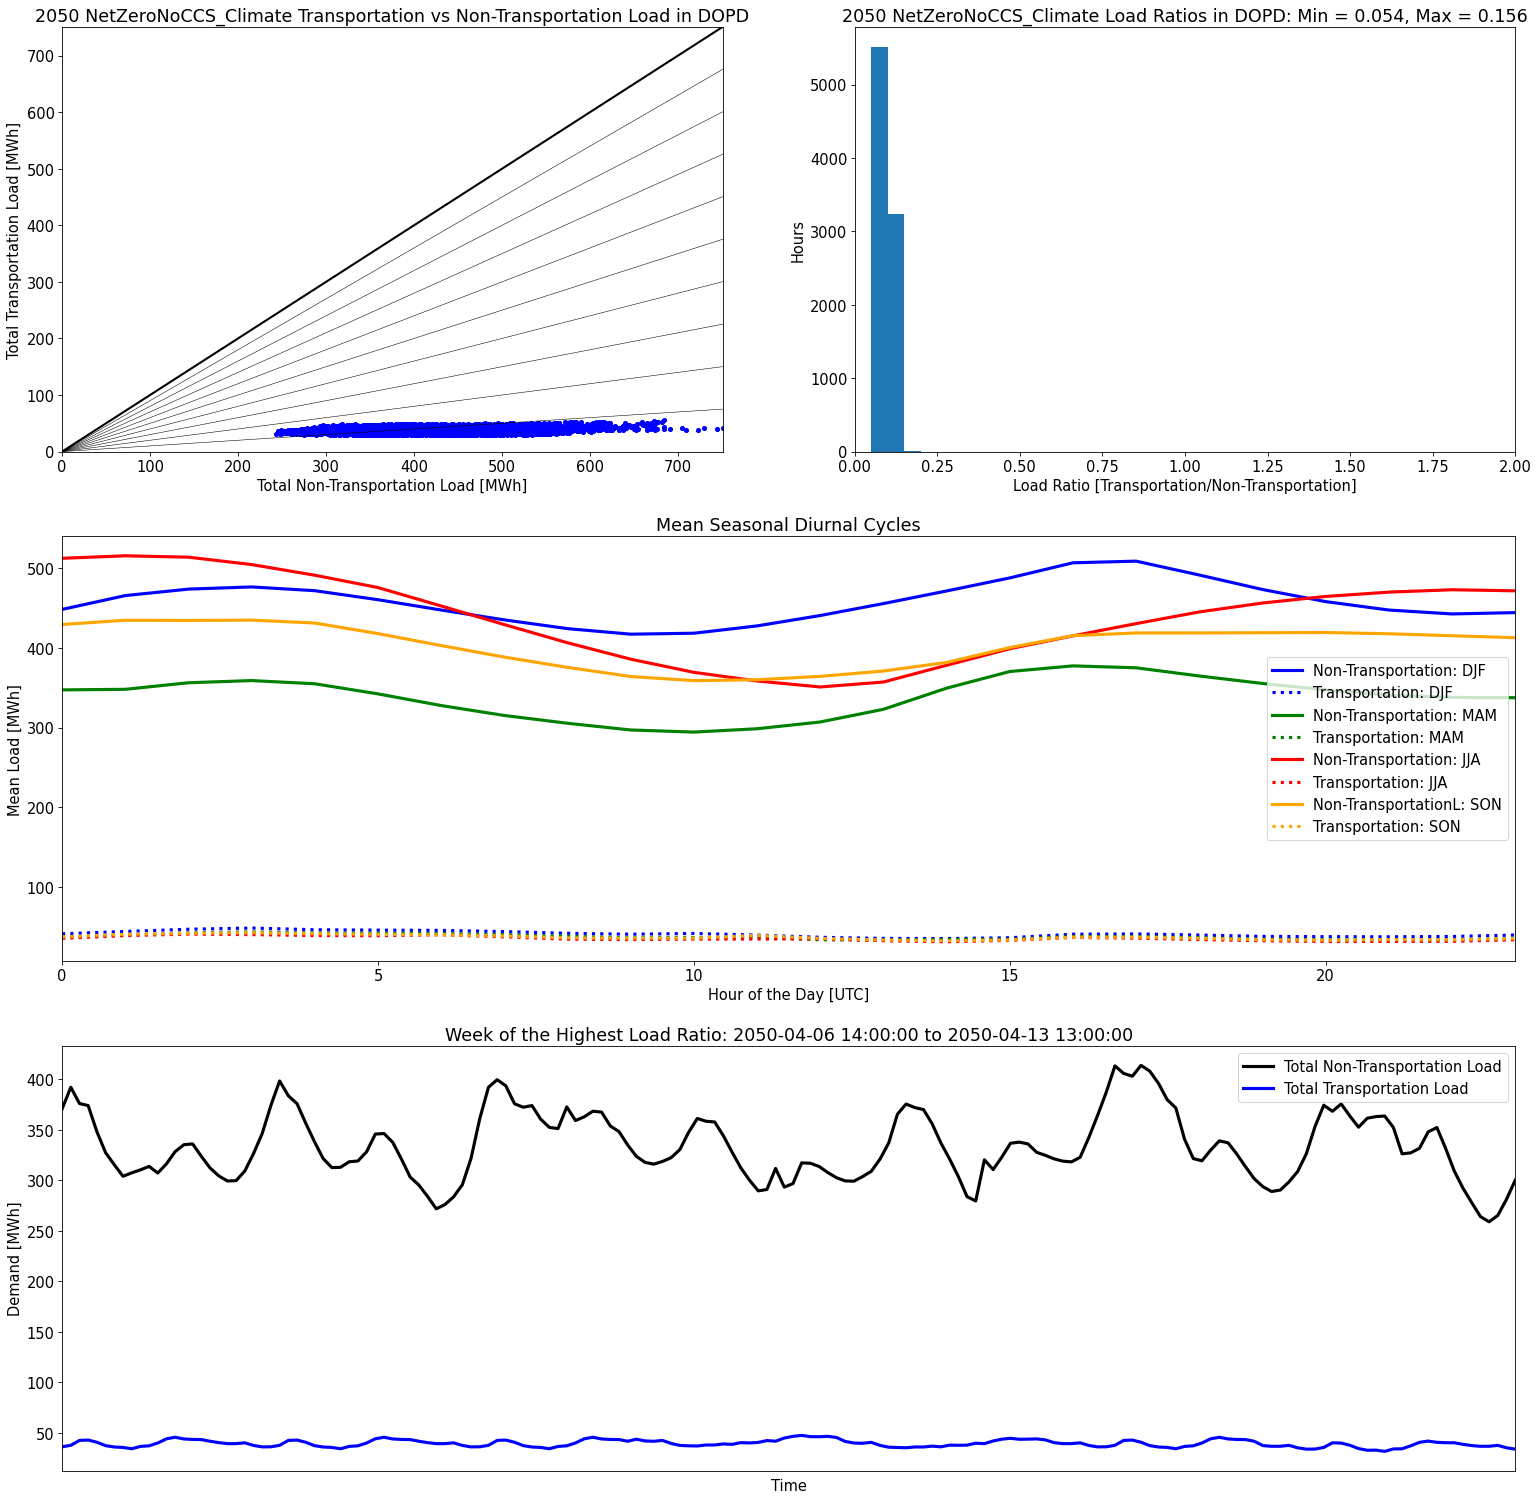 2050 NetZeroNoCCS_Climate Transportation vs Non-Transportation Load in DOPD
Total Transportation Load [MWh]
700
600
500
400
300
200
100
0
0 100 200 300 400 500 600 700
Total Non-Transportation Load [MWh]
2050 NetZeroNoCCS_Climate Load Ratios in DOPD: Min = 0.054, Max = 0.156
Hours
5000
4000
3000
2000
1000
0
0.00 0.25 0.50 0.75 1.00 1.25 1.50 1.75 2.00
Load Ratio [Transportation/Non-Transportation]
Mean Seasonal Diurnal Cycles
Mean Load [MWh]
500
400
300
200
100
Non-Transportation: DJF
Transportation: DJF
Non-Transportation: MAM
Transportation: MAM
Non-Transportation: JJA
Transportation: JJA
Non-TransportationL: SON
Transportation: SON
0 5 10 15 20
Hour of the Day [UTC]
Week of the Highest Load Ratio: 2050-04-06 14:00:00 to 2050-04-13 13:00:00
Demand [MWh]
400
350
300
250
200
150
100
50
Total Non-Transportation Load
Total Transportation Load
Time